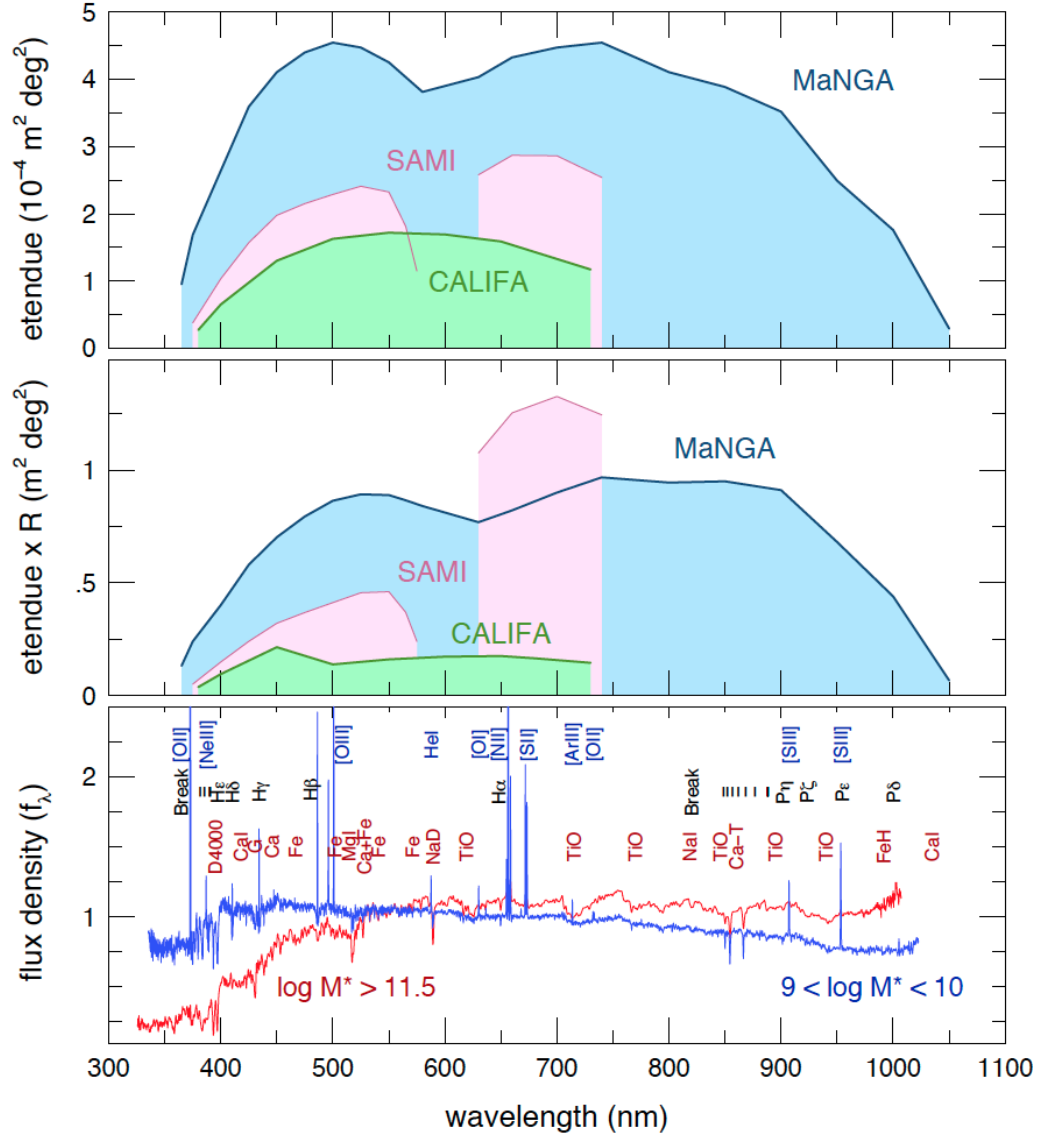 etendue (10⁻⁴ m² deg²)
5
4
3
2
1
0
MaNGA
SAMI
CALIFA
etendue x R (m² deg²)
1
.5
0
MaNGA
SAMI
CALIFA
flux density (fλ)
2
1
[OII]
[NeIII]
[OIII]
HeI
[OI]
[NII]
[SII]
[ArIII]
[OII]
[SIII]
[SIII]
Break
Hε
Hδ
Hγ
Hβ
Hα
Break
Pη
Pζ
Pε
Pδ
D4000
CaI
G
Ca
Fe
Fe
MgI
Ca+Fe
Fe
Fe
NaD
TiO
TiO
TiO
NaI
TiO
Ca–T
TiO
TiO
FeH
CaI
log M* > 11.5
9 < log M* < 10
300 400 500 600 700 800 900 1000 1100
wavelength (nm)